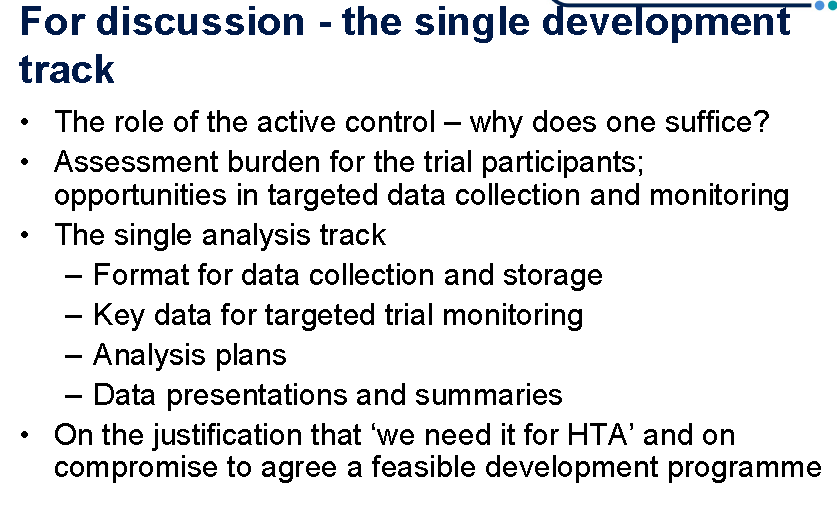 For discussion - the single development
track
• The role of the active control – why does one suffice?
• Assessment burden for the trial participants;
opportunities in targeted data collection and monitoring
• The single analysis track
– Format for data collection and storage
– Key data for targeted trial monitoring
– Analysis plans
– Data presentations and summaries
• On the justification that ‘we need it for HTA’ and on
compromise to agree a feasible development programme